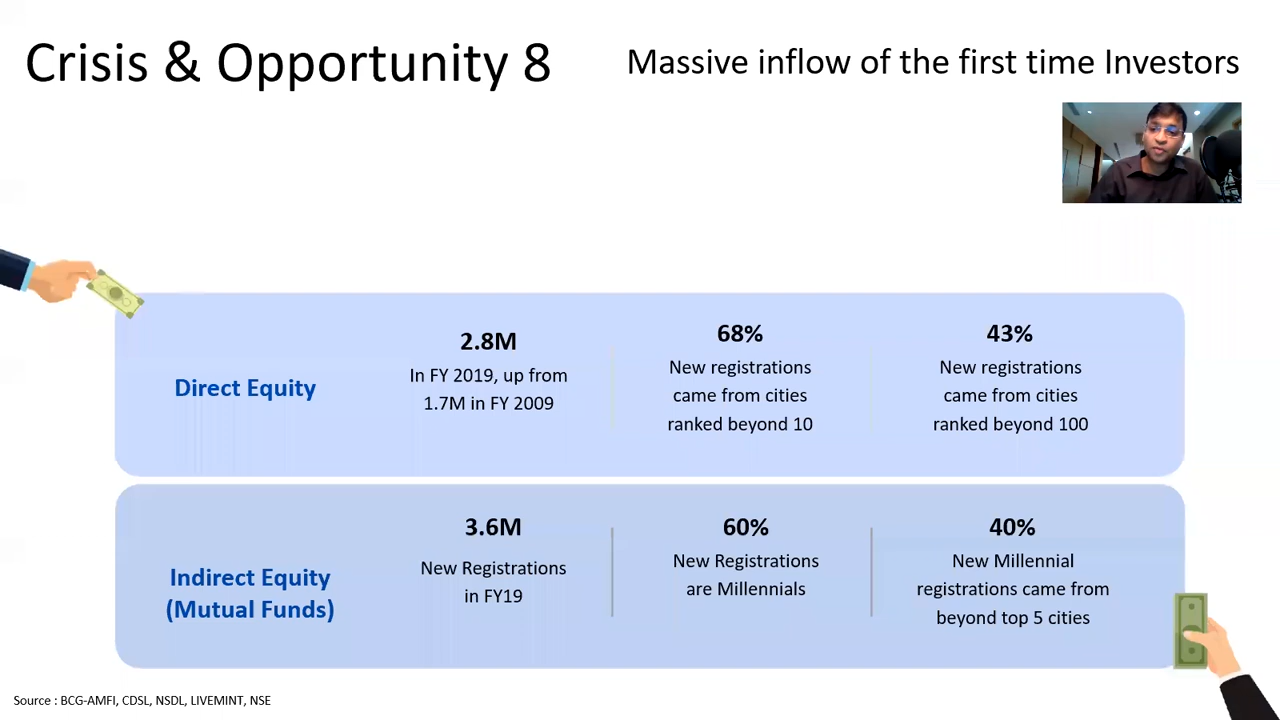 Crisis & Opportunity 8
Massive inflow of the first time Investors
Direct Equity
2.8M
In FY 2019, up from
1.7M in FY 2009
68%
New registrations
came from cities
ranked beyond 10
43%
New registrations
came from cities
ranked beyond 100
Indirect Equity
(Mutual Funds)
3.6M
New Registrations
in FY19
60%
New Registrations
are Millennials
40%
New Millennial
registrations came from
beyond top 5 cities
Source : BCG-AMFI, CDSL, NSDL, LIVEMINT, NSE